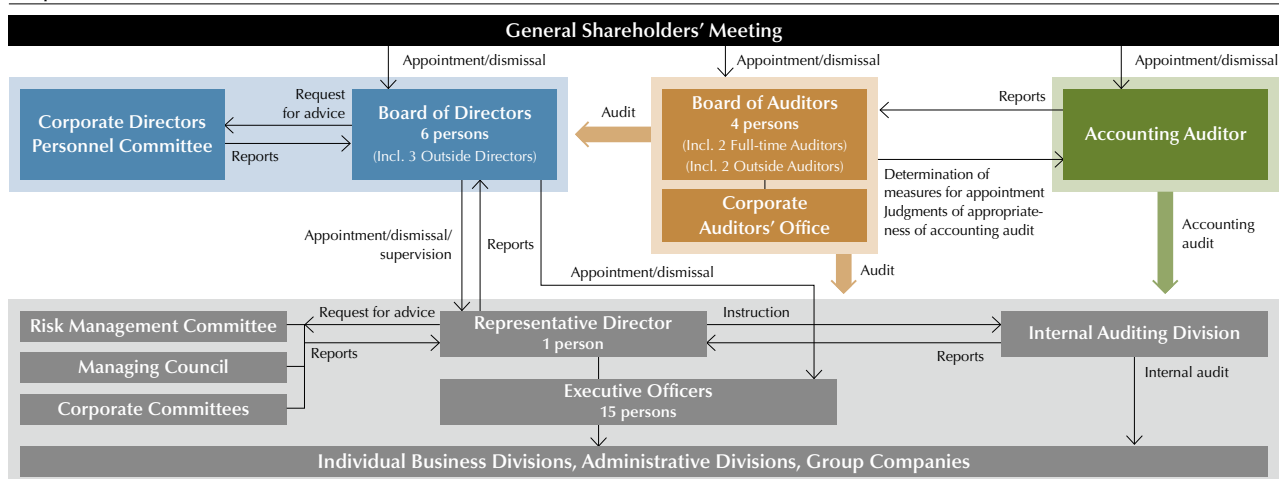 General Shareholders’ Meeting
Appointment/dismissal
Appointment/dismissal
Appointment/dismissal
Corporate Directors
Personnel Committee
Request
for advice
Reports
Board of Directors
6 persons
(Incl. 3 Outside Directors)
Audit
Board of Auditors
4 persons
(Incl. 2 Full-time Auditors)
(Incl. 2 Outside Auditors)
Corporate
Auditors’ Office
Reports
Determination of
measures for appointment
Judgments of appropriate-
ness of accounting audit
Accounting Auditor
Appointment/dismissal/
supervision
Reports
Appointment/dismissal
Audit
Accounting
audit
Risk Management Committee
Managing Council
Corporate Committees
Request for advice
Reports
Representative Director
1 person
Instruction
Reports
Internal Auditing Division
Executive Officers
15 persons
Internal audit
Individual Business Divisions, Administrative Divisions, Group Companies